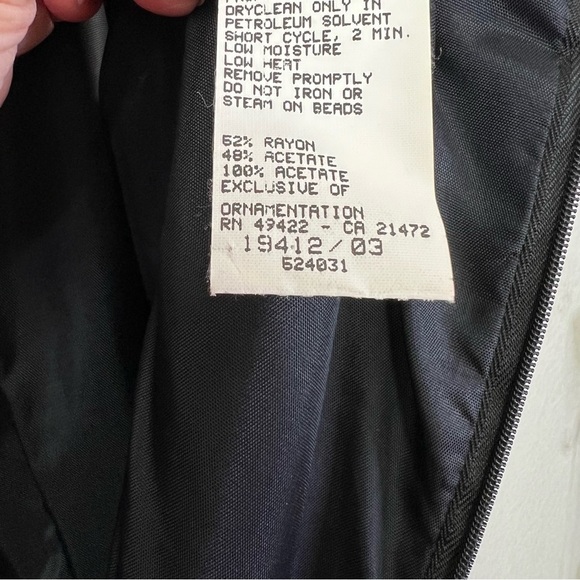 DRYCLEAN ONLY IN
PETROLEUM SOLVENT
SHORT CYCLE, 2 MIN.
LOW MOISTURE
LOW HEAT
REMOVE PROMPTLY
DO NOT IRON OR
STEAM ON BEADS
52% RAYON
48% ACETATE
100% ACETATE
EXCLUSIVE OF
ORNAMENTATION
RN 49422 - CA 21472
19412/03
524031